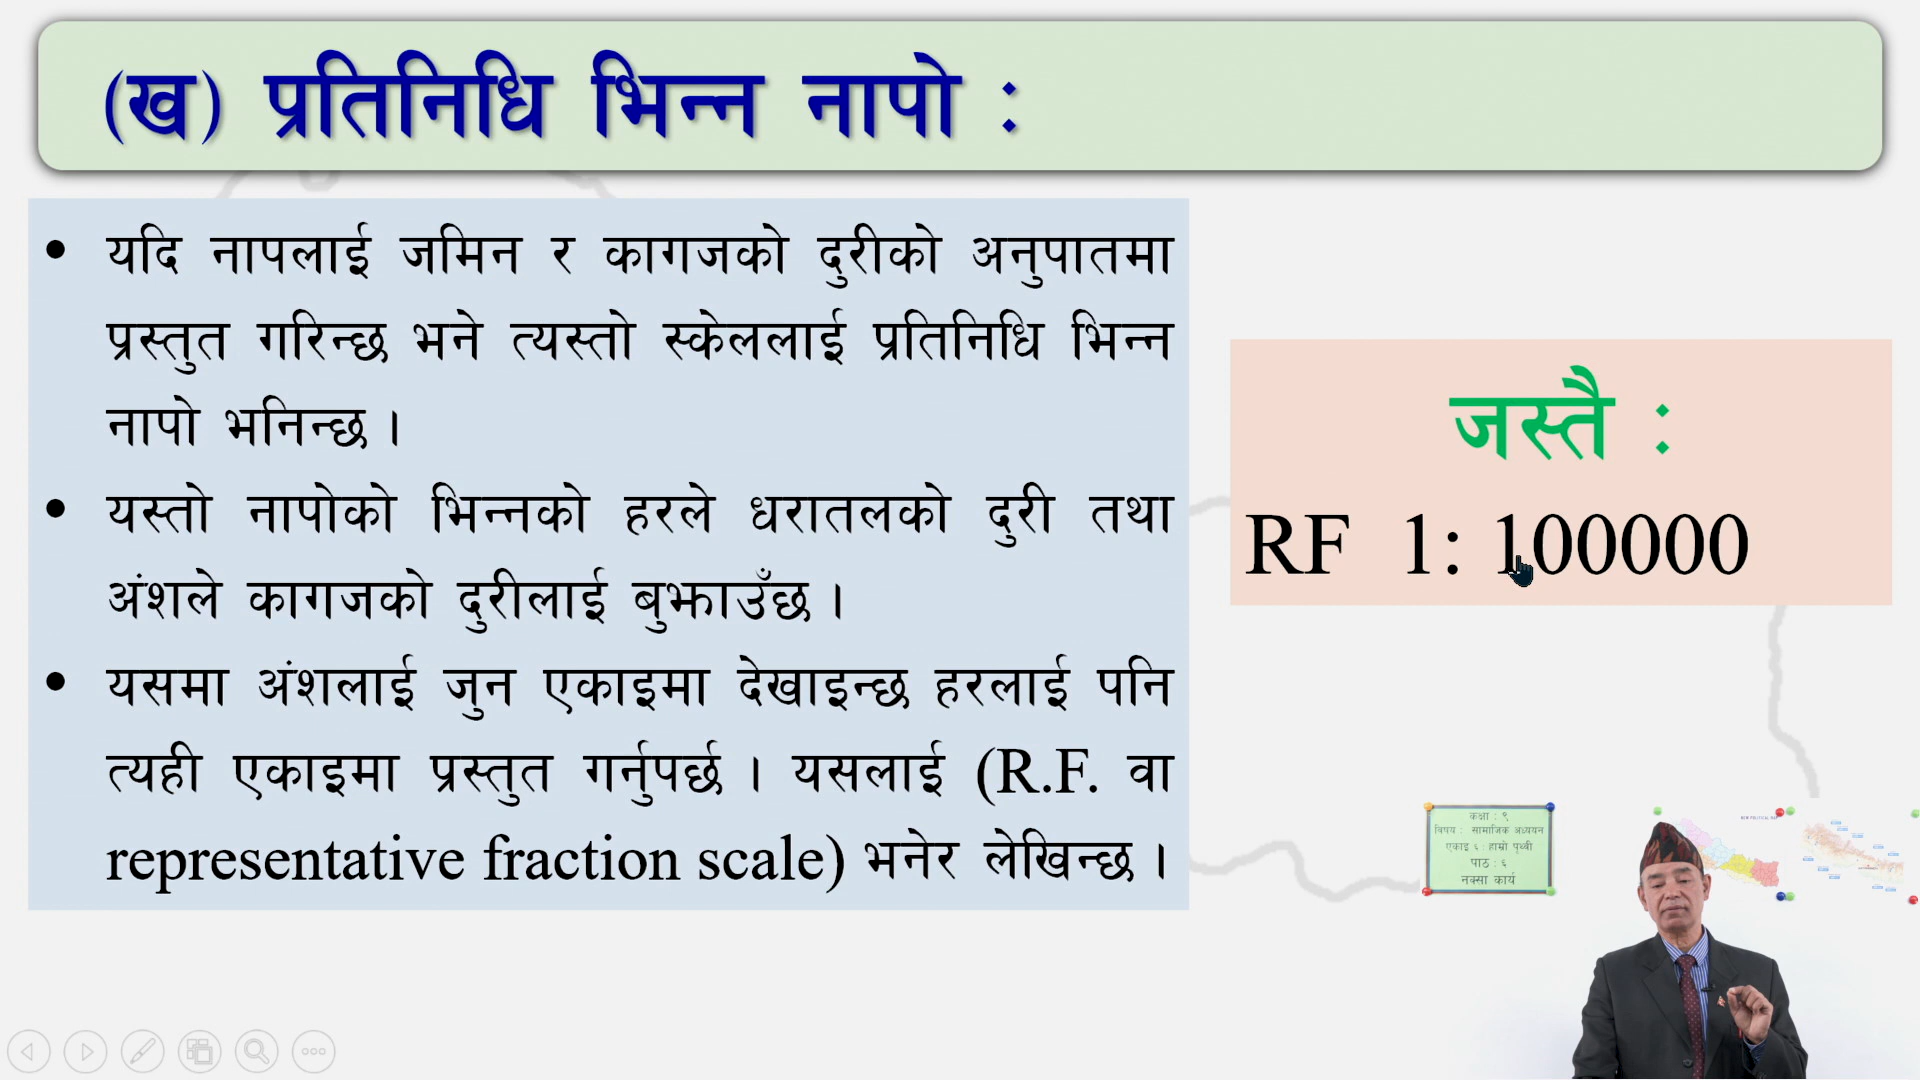 (ख) प्रतिनिधि भिन्न नापो :
• यदि नापलाई जमिन र कागजको दुरीको अनुपातमा
प्रस्तुत गरिन्छ भने त्यस्तो स्केललाई प्रतिनिधि भिन्न
नापो भनिन्छ ।
• यस्तो नापोको भिन्नको हरले धरातलको दुरी तथा
अंशले कागजको दुरीलाई बुझाउँछ ।
• यसमा अंशलाई जुन एकाइमा देखाइन्छ हरलाई पनि
त्यही एकाइमा प्रस्तुत गर्नुपर्छ । यसलाई (R.F. वा
representative fraction scale) भनेर लेखिन्छ ।
जस्तै :
RF 1: 100000
कक्षा : ९
विषय : सामाजिक अध्ययन
एकाइ ६ : हाम्रो पृथ्वी
पाठ : ६
नक्सा कार्य